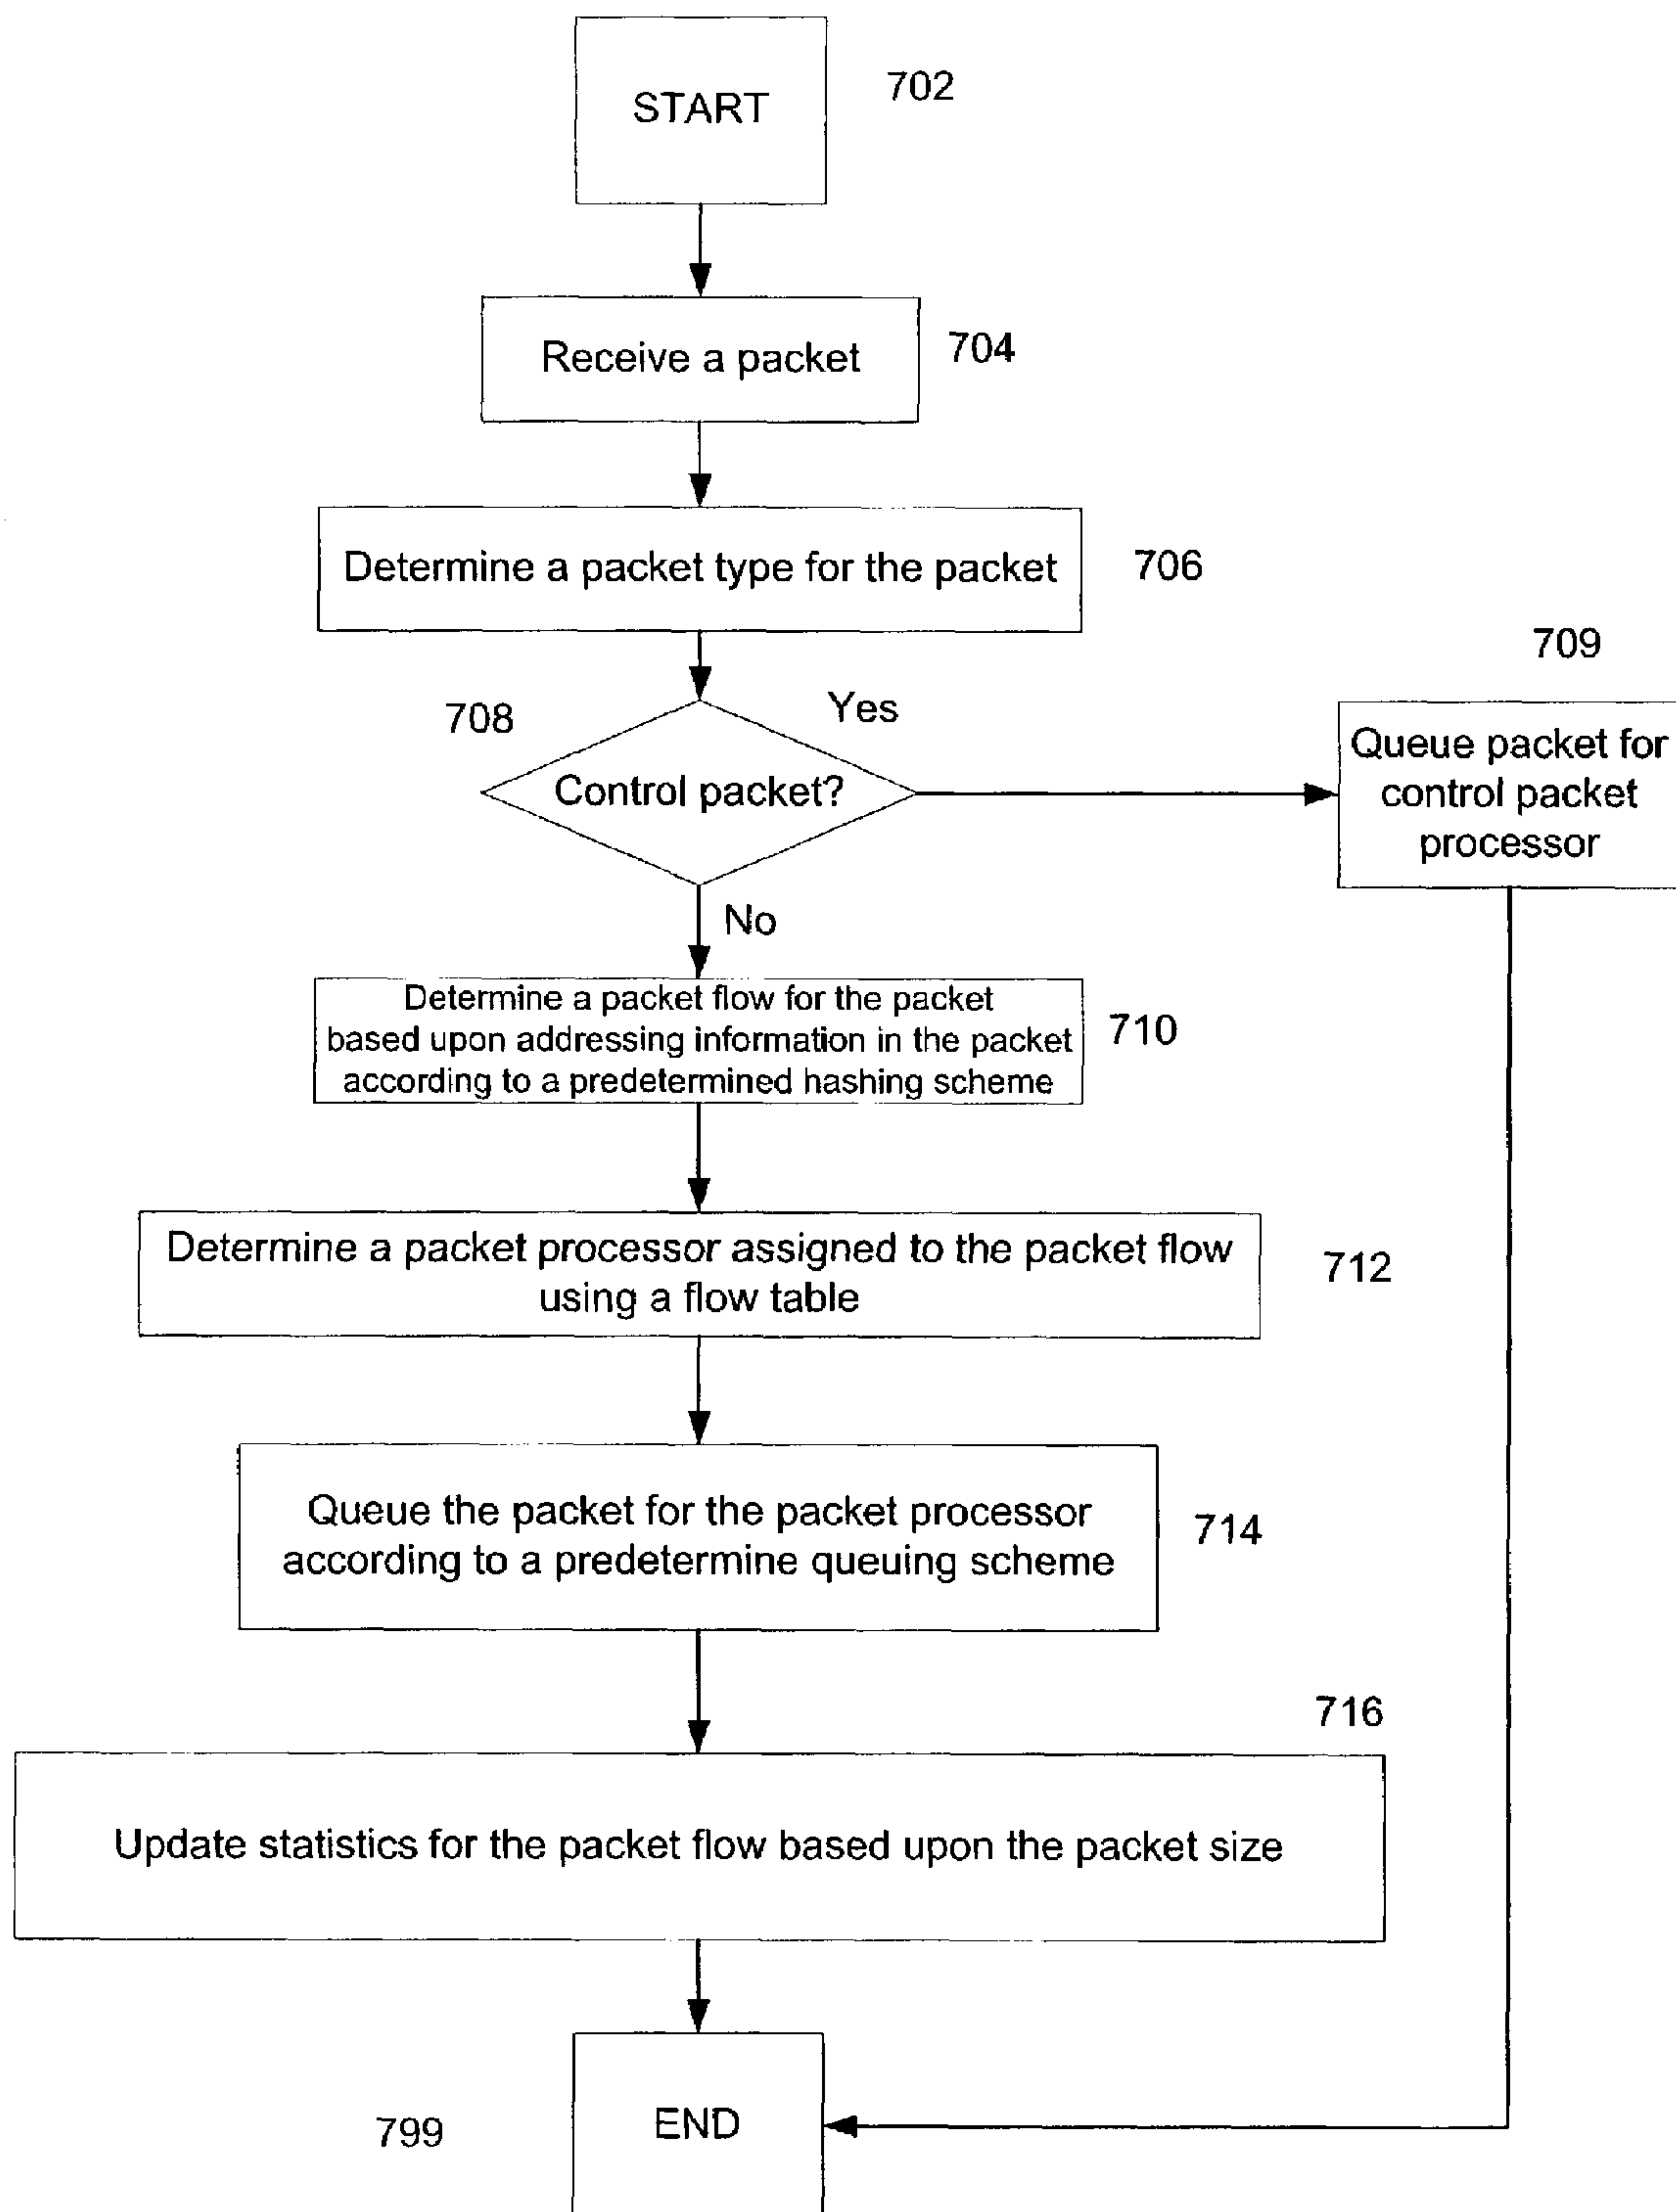 START
702
Receive a packet
704
Determine a packet type for the packet
706
709
708
Yes
Control packet?
Queue packet for
control packet
processor
No
Determine a packet flow for the packet
based upon addressing information in the packet
according to a predetermined hashing scheme
710
Determine a packet processor assigned to the packet flow
using a flow table
712
Queue the packet for the packet processor
according to a predetermine queuing scheme
714
716
Update statistics for the packet flow based upon the packet size
END
799